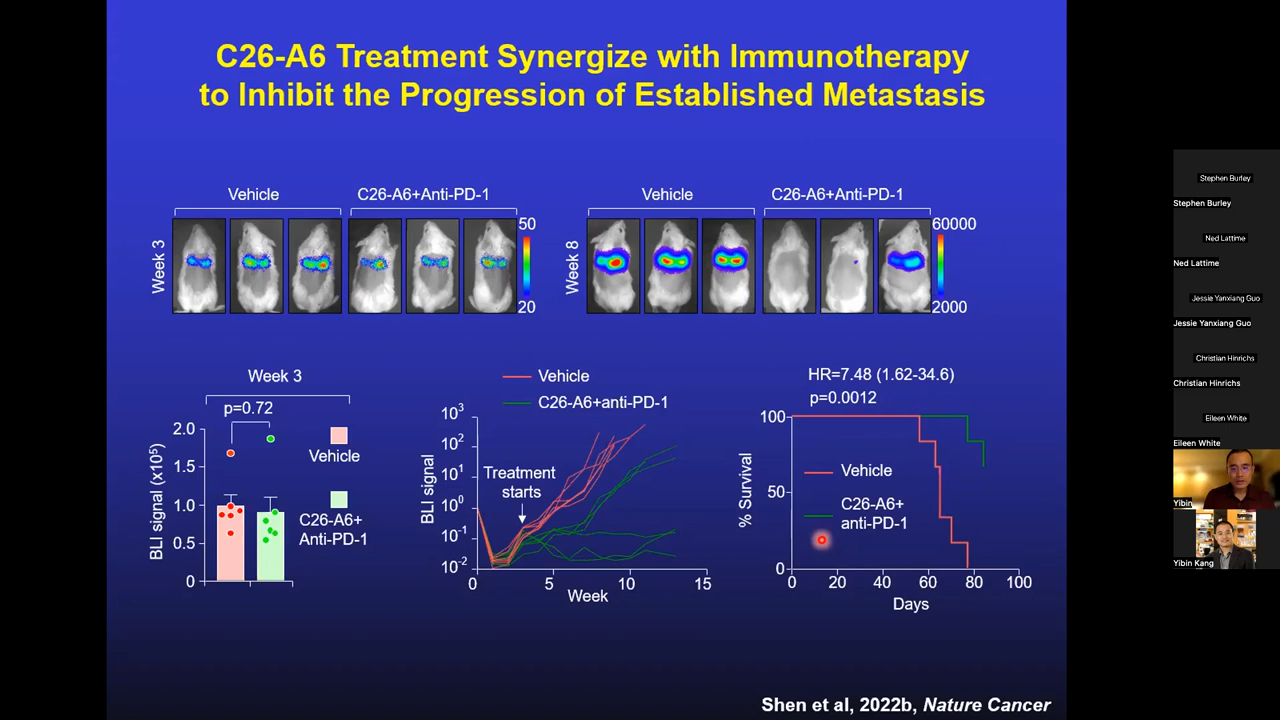 C26-A6 Treatment Synergize with Immunotherapy
to Inhibit the Progression of Established Metastasis
Vehicle
C26-A6+Anti-PD-1
Week 3
50
20
Vehicle
C26-A6+Anti-PD-1
Week 8
60000
2000
Week 3
p=0.72
BLI signal (x10⁵)
2.0
1.5
1.0
0.5
0
Vehicle
C26-A6+
Anti-PD-1
Vehicle
C26-A6+anti-PD-1
BLI signal
10³
10²
10¹
10⁰
10⁻¹
10⁻²
Treatment
starts
0
5
10
15
Week
HR=7.48 (1.62-34.6)
p=0.0012
% Survival
100
50
0
Vehicle
C26-A6+
anti-PD-1
0
20
40
60
80
100
Days
Shen et al, 2022b, Nature Cancer
Stephen Burley
Stephen Burley
Ned Lattime
Ned Lattime
Jessie Yanxiang Guo
Jessie Yanxiang Guo
Christian Hinrichs
Christian Hinrichs
Eileen White
Eileen White
Yibin
Yibin Kang